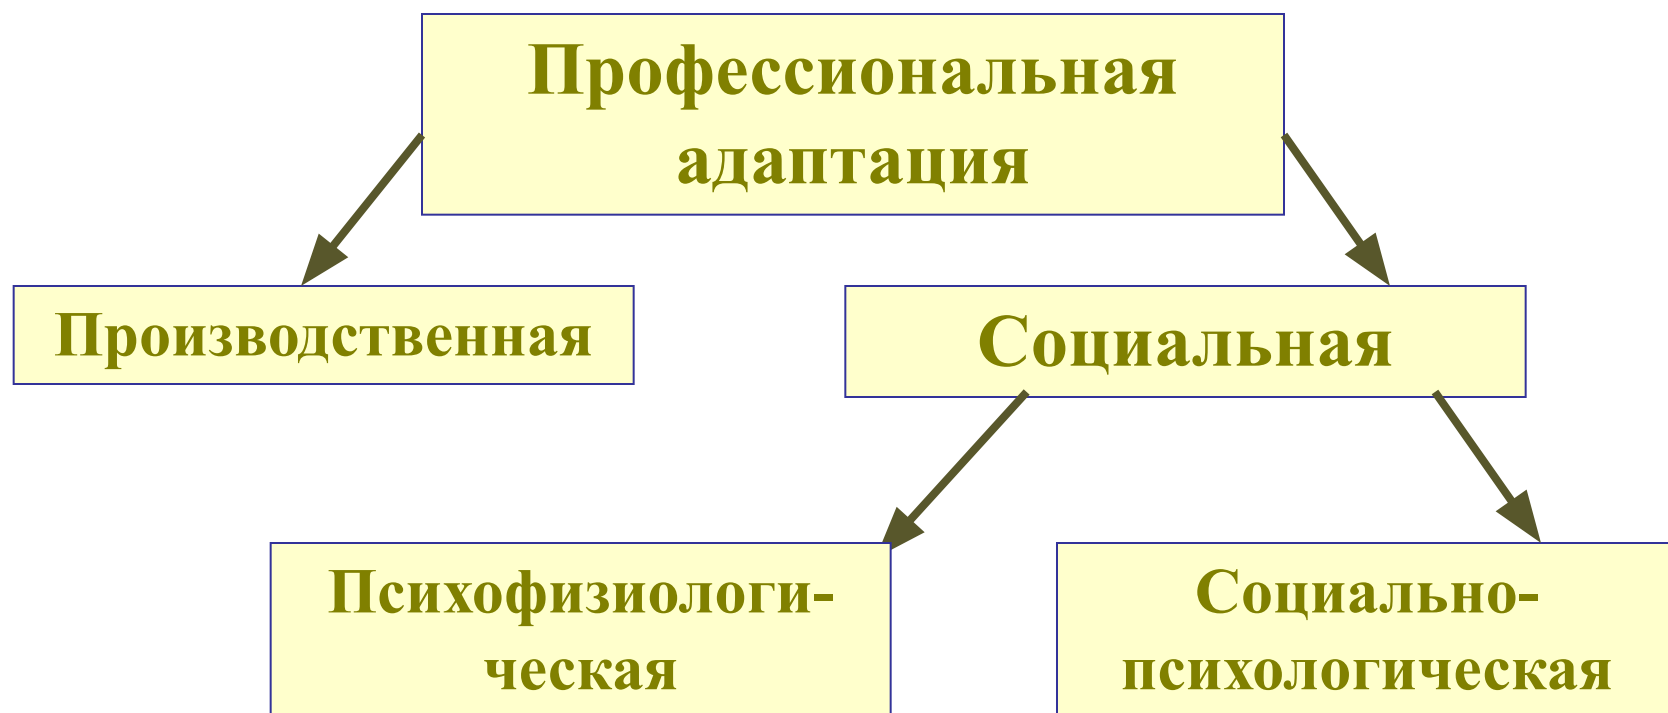 Профессиональная
адаптация
Производственная
Социальная
Психофизиологи-
ческая
Социально-
психологическая